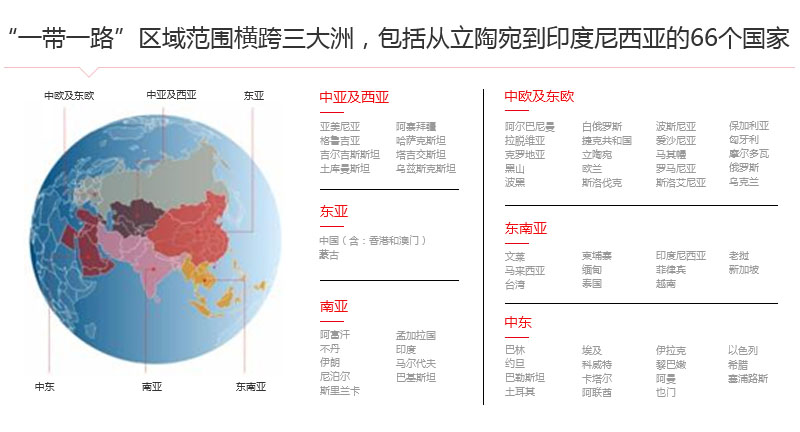 “一带一路”区域范围横跨三大洲，包括从立陶宛到印度尼西亚的66个国家
中欧及东欧 中亚及西亚 东亚
中东 南亚 东南亚
中亚及西亚
亚美尼亚 阿塞拜疆
格鲁吉亚 哈萨克斯坦
吉尔吉斯斯坦 塔吉交斯坦
土库曼斯坦 乌兹别克斯坦
东亚
中国（含：香港和澳门）
蒙古
南亚
阿富汗 孟加拉国
不丹 印度
伊朗 马尔代夫
尼泊尔 巴基斯坦
斯里兰卡
中欧及东欧
阿尔巴尼曼 白俄罗斯 波斯尼亚 保加利亚
拉脱维亚 捷克共和国 爱沙尼亚 匈牙利
克罗地亚 立陶宛 摩尔多瓦
黑山 欧兰 罗马尼亚 俄罗斯
波黑 斯洛伐克 斯洛艾尼亚 乌克兰
东南亚
文莱 柬埔寨 印度尼西亚 老挝
马来西亚 缅甸 菲律宾 新加坡
台湾 泰国 越南
中东
巴林 埃及 伊拉克 以色列
约旦 科威特 黎巴嫩 希腊
巴勒斯坦 卡塔尔 阿曼 塞浦路斯
土耳其 阿联酋 也门